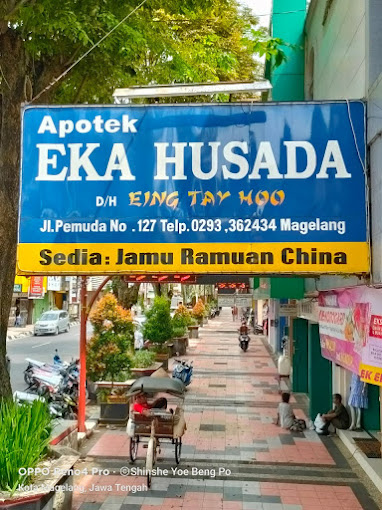 Apotek
EKA HUSADA
D/H EING TAY HOO
Jl.Pemuda No .127 Telp.0293 ,362434 Magelang
Sedia: Jamu Ramuan China
OPPO Reno4 Pro · ⓒShinshe Yoe Beng Po
Kota Magelang, Jawa Tengah